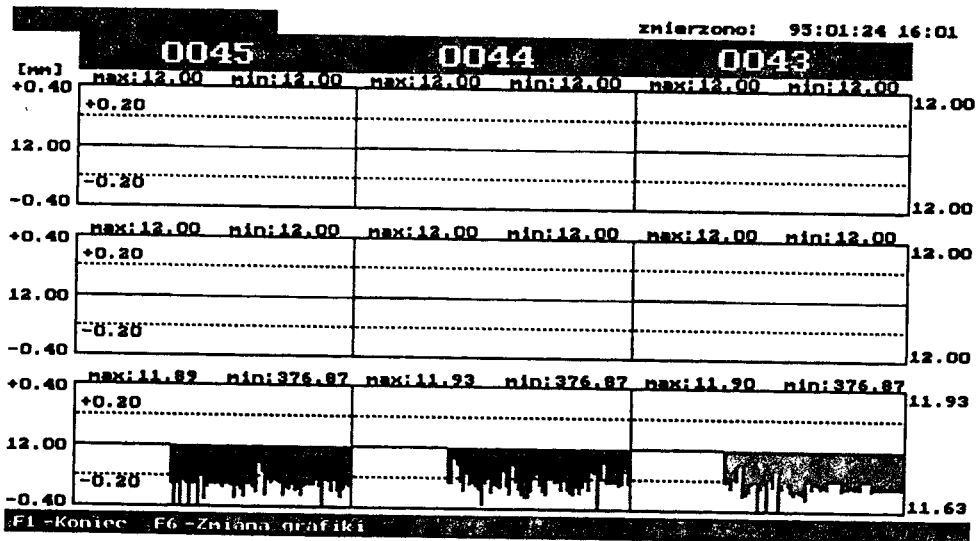 zmierzono: 95:01:24 16:01
0045 0044 0043
[mm] max:12.00 min:12.00 max:12.00 min:12.00 max:12.00 min:12.00
+0.40 12.00
+0.20
12.00
-0.20
-0.40 12.00
max:12.00 min:12.00 max:12.00 min:12.00 max:12.00 min:12.00
+0.40 12.00
+0.20
12.00
-0.20
-0.40 12.00
max:11.89 min:376.87 max:11.93 min:376.87 max:11.90 min:376.87
+0.40 11.93
+0.20
12.00
-0.20
-0.40 11.63
F1-Koniec F6-Zmiana grafiki